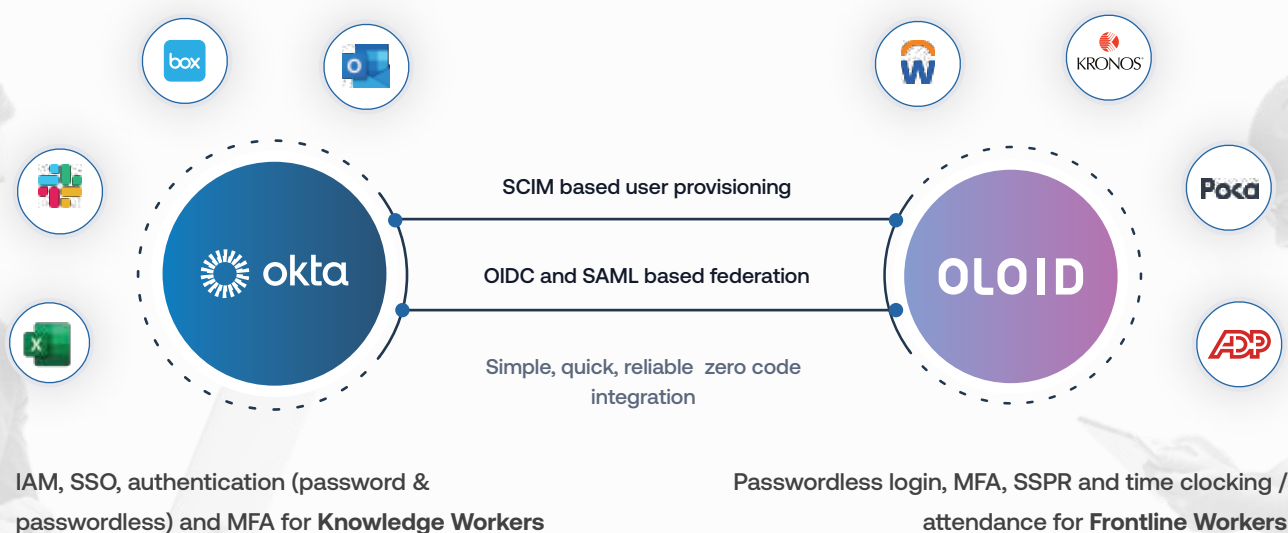 box
O
W
KRONOS
SCIM based user provisioning
Poca
okta
OIDC and SAML based federation
OLOID
X
ADP
Simple, quick, reliable zero code
integration
IAM, SSO, authentication (password &
passwordless) and MFA for Knowledge Workers
Passwordless login, MFA, SSPR and time clocking /
attendance for Frontline Workers